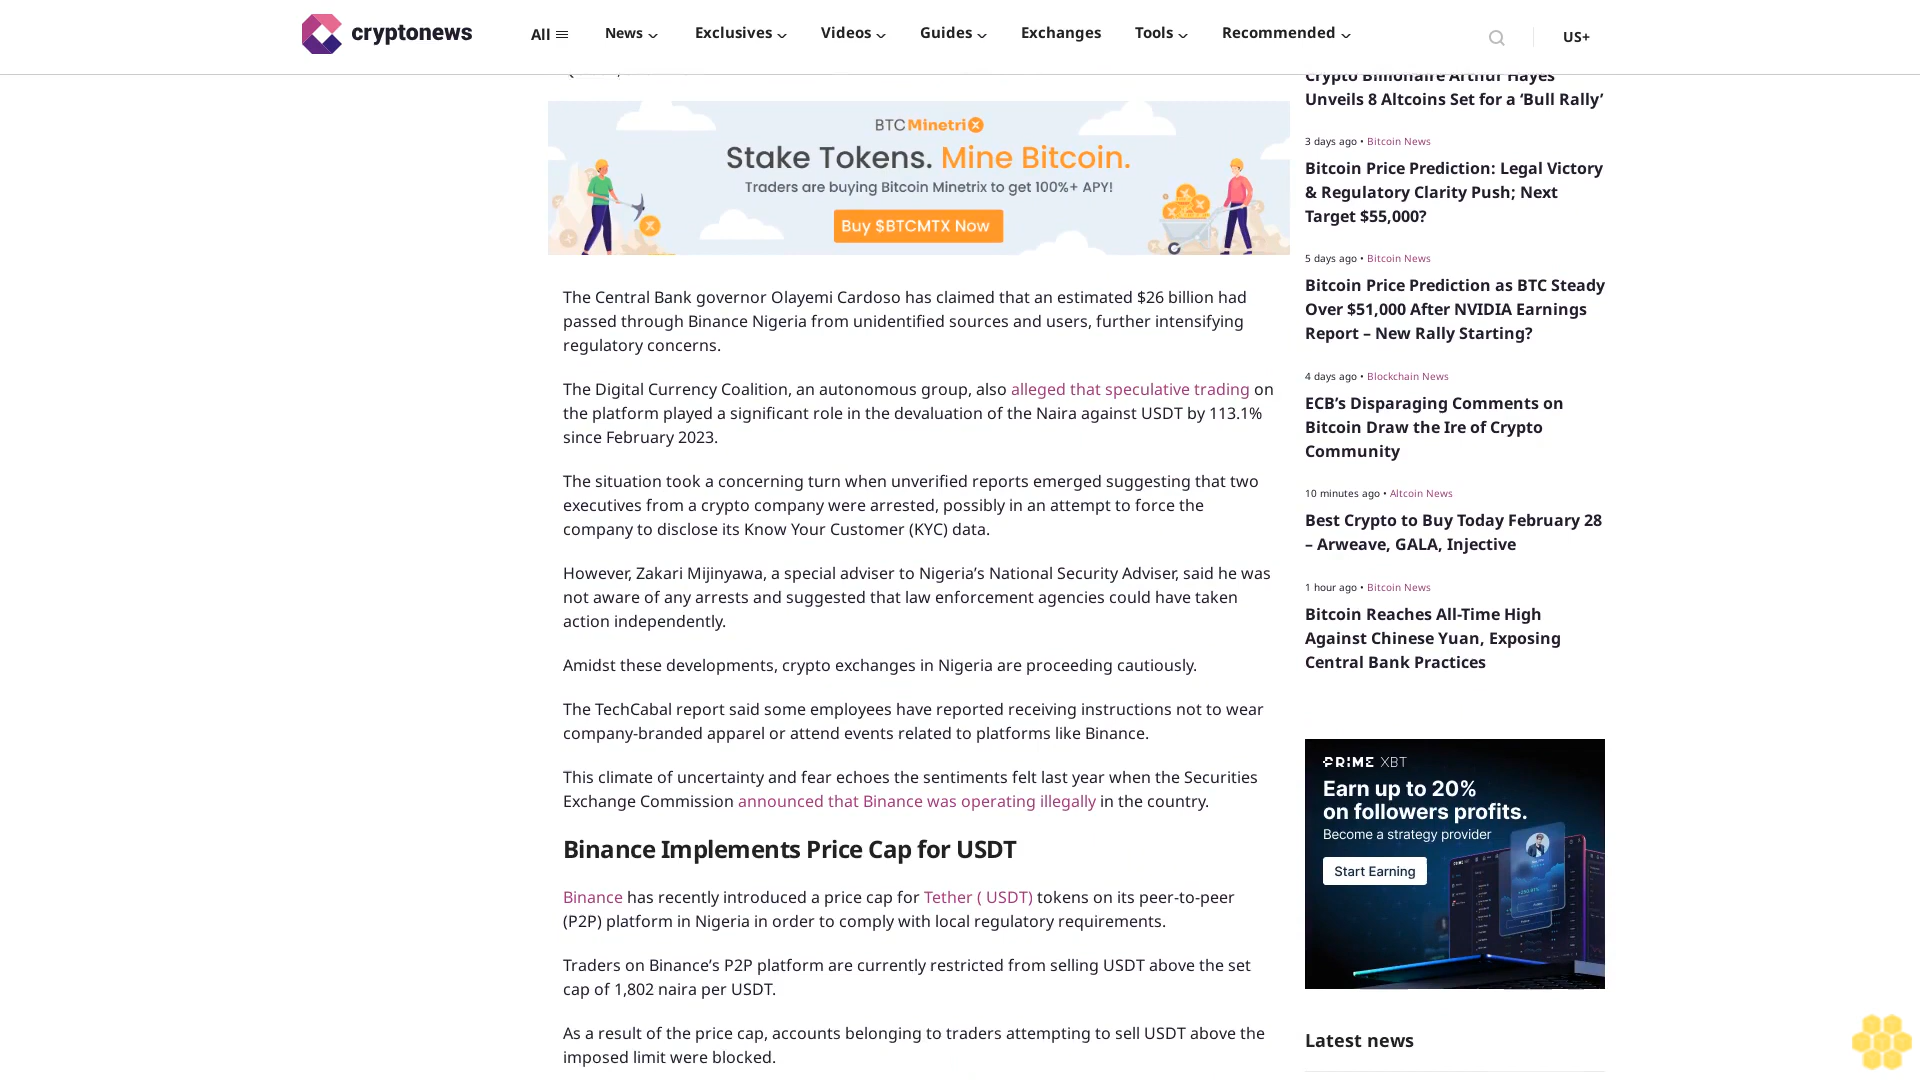 cryptonews
All
News
Exclusives
Videos
Guides
Exchanges
Tools
Recommended
US+
BTC Minetrix
Stake Tokens. Mine Bitcoin.
Traders are buying Bitcoin Minetrix to get 100%+ APY!
Buy $BTCMTX Now
The Central Bank governor Olayemi Cardoso has claimed that an estimated $26 billion had
passed through Binance Nigeria from unidentified sources and users, further intensifying
regulatory concerns.
The Digital Currency Coalition, an autonomous group, also alleged that speculative trading on
the platform played a significant role in the devaluation of the Naira against USDT by 113.1%
since February 2023.
The situation took a concerning turn when unverified reports emerged suggesting that two
executives from a crypto company were arrested, possibly in an attempt to force the
company to disclose its Know Your Customer (KYC) data.
However, Zakari Mijinyawa, a special adviser to Nigeria’s National Security Adviser, said he was
not aware of any arrests and suggested that law enforcement agencies could have taken
action independently.
Amidst these developments, crypto exchanges in Nigeria are proceeding cautiously.
The TechCabal report said some employees have reported receiving instructions not to wear
company-branded apparel or attend events related to platforms like Binance.
This climate of uncertainty and fear echoes the sentiments felt last year when the Securities
Exchange Commission announced that Binance was operating illegally in the country.
Binance Implements Price Cap for USDT
Binance has recently introduced a price cap for Tether ( USDT) tokens on its peer-to-peer
(P2P) platform in Nigeria in order to comply with local regulatory requirements.
Traders on Binance’s P2P platform are currently restricted from selling USDT above the set
cap of 1,802 naira per USDT.
As a result of the price cap, accounts belonging to traders attempting to sell USDT above the
imposed limit were blocked.
Crypto Billionaire Arthur Hayes
Unveils 8 Altcoins Set for a ‘Bull Rally’
3 days ago • Bitcoin News
Bitcoin Price Prediction: Legal Victory
& Regulatory Clarity Push; Next
Target $55,000?
5 days ago • Bitcoin News
Bitcoin Price Prediction as BTC Steady
Over $51,000 After NVIDIA Earnings
Report – New Rally Starting?
4 days ago • Blockchain News
ECB’s Disparaging Comments on
Bitcoin Draw the Ire of Crypto
Community
10 minutes ago • Altcoin News
Best Crypto to Buy Today February 28
– Arweave, GALA, Injective
1 hour ago • Bitcoin News
Bitcoin Reaches All-Time High
Against Chinese Yuan, Exposing
Central Bank Practices
PRIME XBT
Earn up to 20%
on followers profits.
Become a strategy provider
Start Earning
Latest news